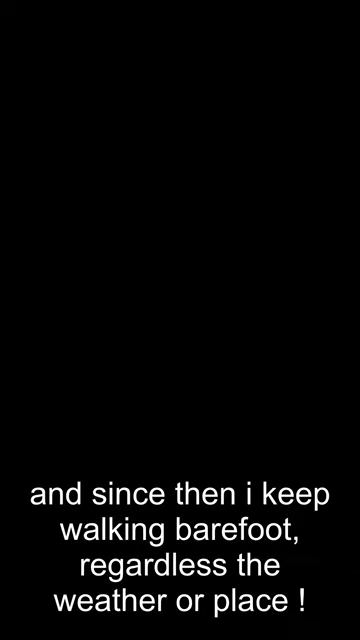 and since then i keep
walking barefoot,
regardless the
weather or place !